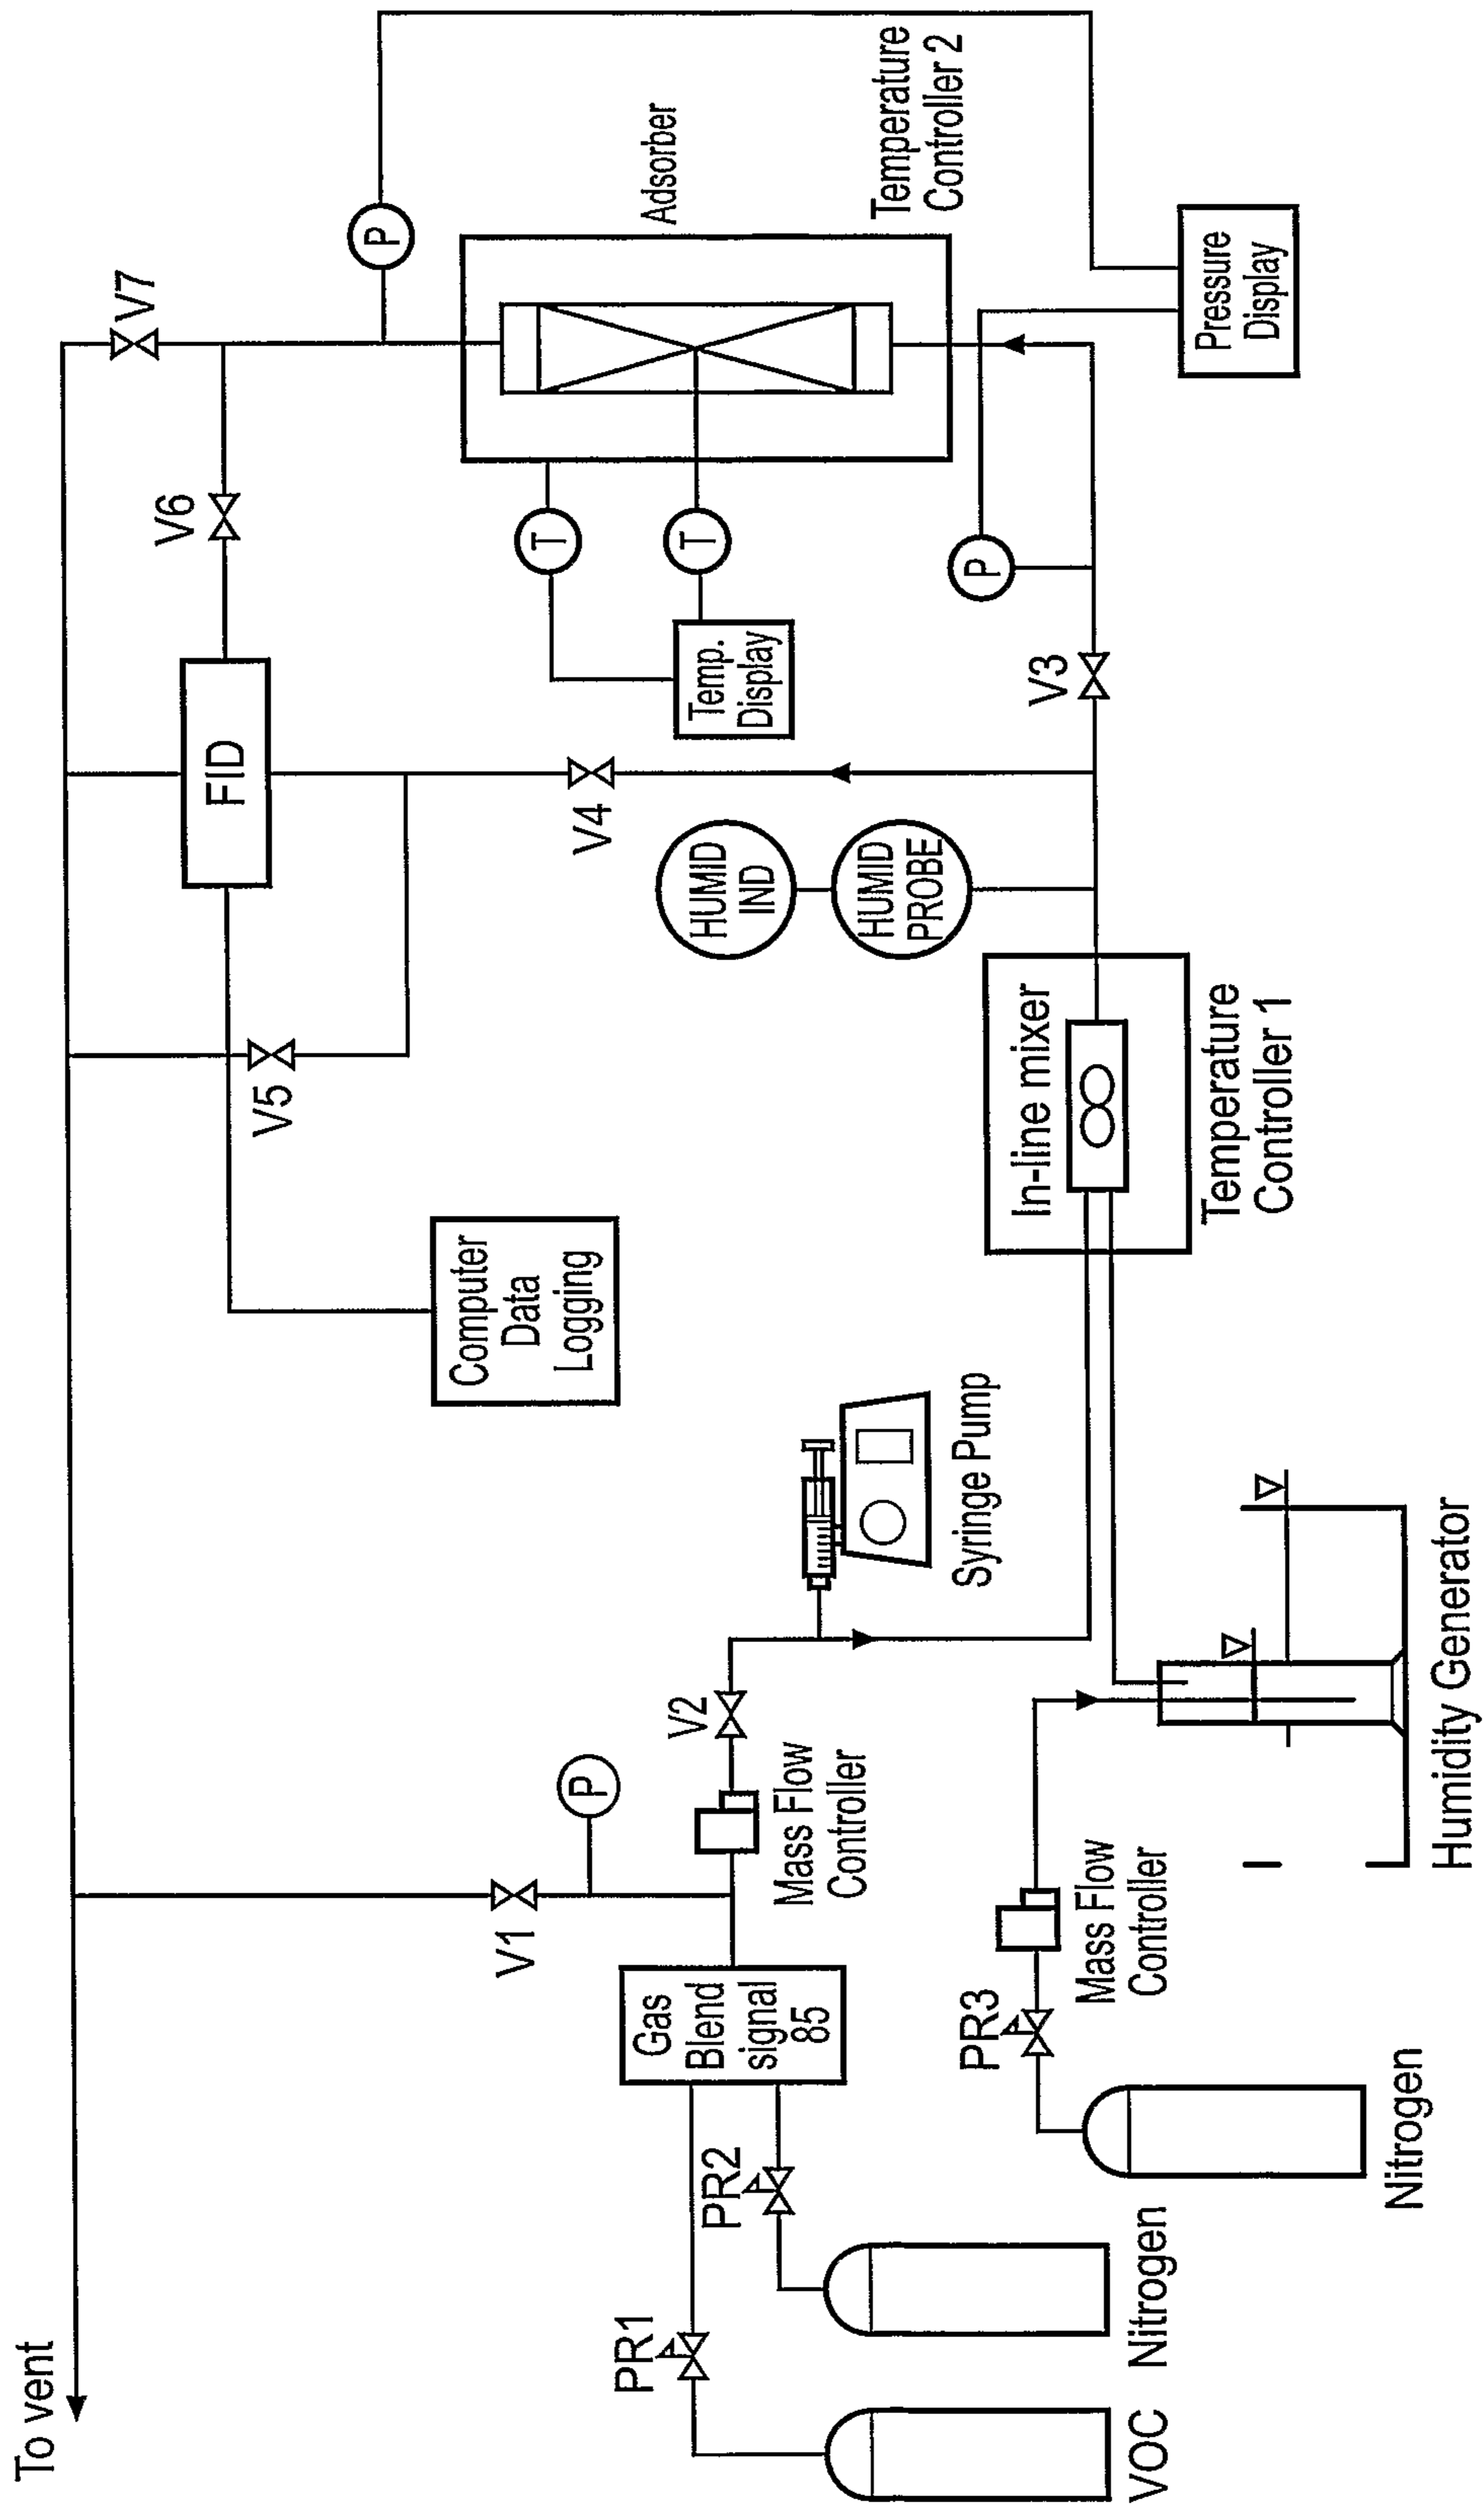 To vent
V7
V6
P
Adsorber
Temperature
Controller 2
FID
T
T
Temp.
Display
P
Pressure
Display
V3
V4
V5
HUMID
IND
HUMID
PROBE
Computer
Data
Logging
In-line mixer
Temperature
Controller 1
Syringe Pump
V1
P
V2
Mass Flow
Controller
Gas
Blend
signal
85
PR1
PR2
PR3
Mass Flow
Controller
Humidity Generator
VOC
Nitrogen
Nitrogen